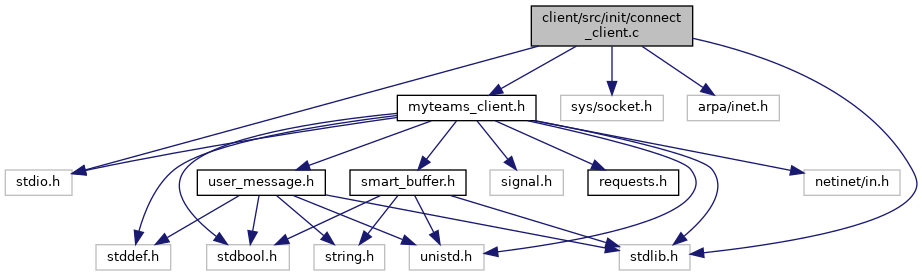 client/src/init/connect
_client.c
myteams_client.h
sys/socket.h
arpa/inet.h
stdio.h
user_message.h
smart_buffer.h
signal.h
requests.h
netinet/in.h
stddef.h
stdbool.h
string.h
unistd.h
stdlib.h